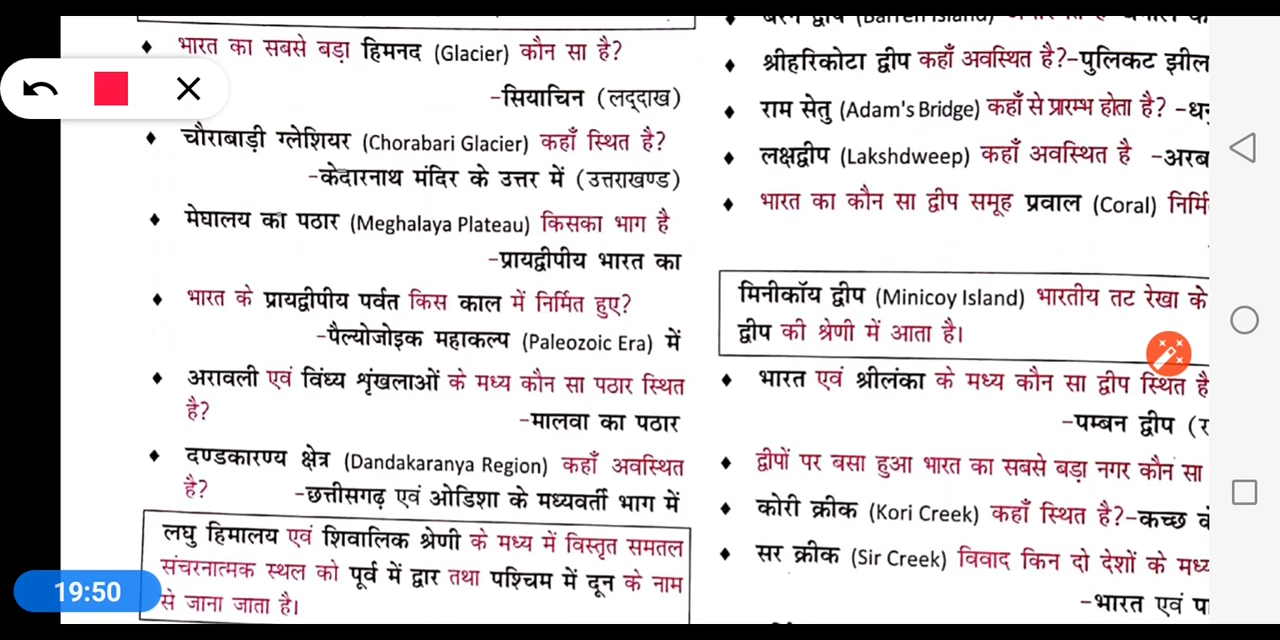 भारत का सबसे बड़ा हिमनद (Glacier) कौन सा है?
-सियाचिन (लद्दाख)
चौराबाड़ी ग्लेशियर (Chorabari Glacier) कहाँ स्थित है?
-केदारनाथ मंदिर के उत्तर में (उत्तराखण्ड)
मेघालय का पठार (Meghalaya Plateau) किसका भाग है
-प्रायद्वीपीय भारत का
भारत के प्रायद्वीपीय पर्वत किस काल में निर्मित हुए?
-पैल्योजोइक महाकल्प (Paleozoic Era) में
अरावली एवं विंध्य शृंखलाओं के मध्य कौन सा पठार स्थित
है?
-मालवा का पठार
दण्डकारण्य क्षेत्र (Dandakaranya Region) कहाँ अवस्थित
है? -छत्तीसगढ़ एवं ओडिशा के मध्यवर्ती भाग में
लघु हिमालय एवं शिवालिक श्रेणी के मध्य में विस्तृत समतल
संरचनात्मक स्थल को पूर्व में द्वार तथा पश्चिम में दून के नाम
से जाना जाता है।
19:50
श्रीहरिकोटा द्वीप कहाँ अवस्थित है?-पुलिकट झील
राम सेतु (Adam's Bridge) कहाँ से प्रारम्भ होता है?
लक्षद्वीप (Lakshdweep) कहाँ अवस्थित है -अरब
भारत का कौन सा द्वीप समूह प्रवाल (Coral)
मिनीकॉय द्वीप (Minicoy Island) भारतीय तट रेखा के
द्वीप की श्रेणी में आता है।
भारत एवं श्रीलंका के मध्य कौन सा द्वीप स्थित है
-पम्बन द्वीप
द्वीपों पर बसा हुआ भारत का सबसे बड़ा नगर कौन सा
कोरी क्रीक (Kori Creek) कहाँ स्थित है?-कच्छ
सर क्रीक (Sir Creek) विवाद किन दो देशों के मध्य
-भारत एवं